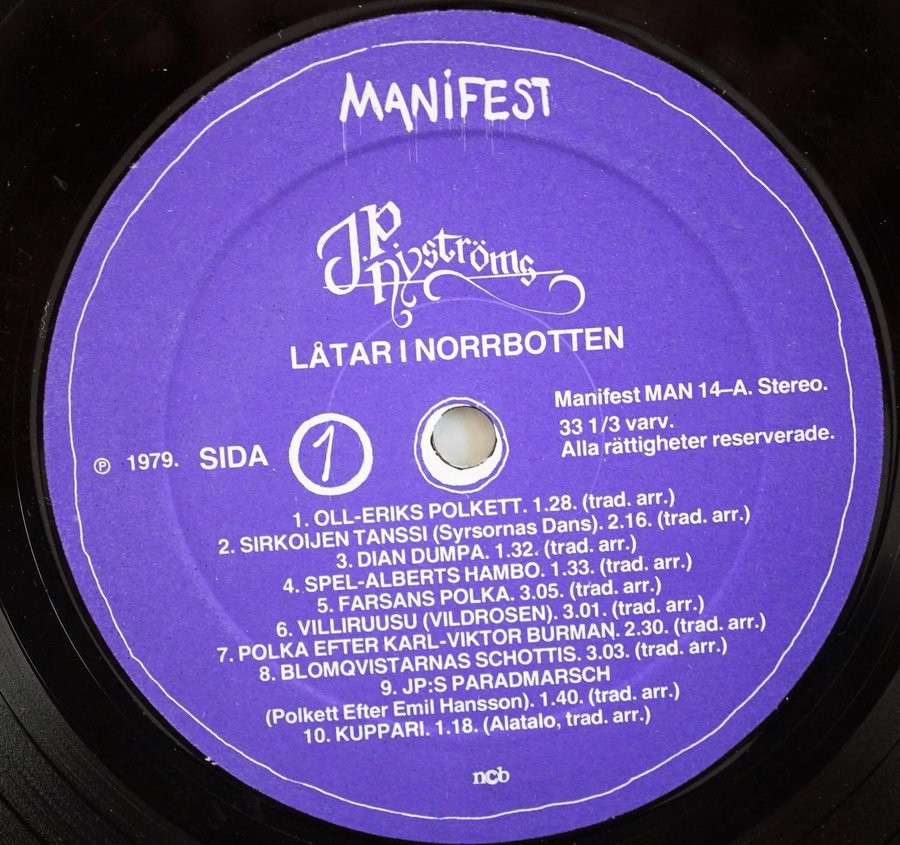 MANiFEST
J.P. Nyströms
LÅTAR I NORRBOTTEN
Manifest MAN 14–A. Stereo.
33 1/3 varv.
Alla rättigheter reserverade.
℗ 1979. SIDA 1
1. OLL-ERIKS POLKETT. 1.28. (trad. arr.)
2. SIRKOIJEN TANSSI (Syrsornas Dans). 2.16. (trad. arr.)
3. DIAN DUMPA. 1.32. (trad. arr.)
4. SPEL-ALBERTS HAMBO. 1.33. (trad. arr.)
5. FARSANS POLKA. 3.05. (trad. arr.)
6. VILLIRUUSU (VILDROSEN). 3.01. (trad. arr.)
7. POLKA EFTER KARL-VIKTOR BURMAN. 2.30. (trad. arr.)
8. BLOMQVISTARNAS SCHOTTIS. 3.03. (trad. arr.)
9. JP:S PARADMARSCH
(Polkett Efter Emil Hansson). 1.40. (trad. arr.)
10. KUPPARI. 1.18. (Alatalo, trad. arr.)
ncb